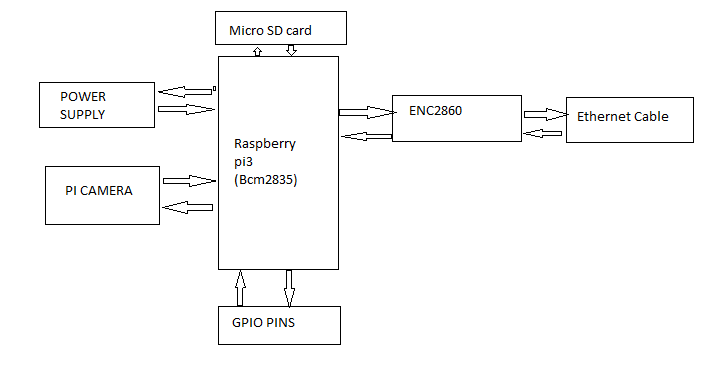 Micro SD card
POWER
SUPPLY
PI CAMERA
Raspberry
pi3
(Bcm2835)
ENC2860
Ethernet Cable
GPIO PINS